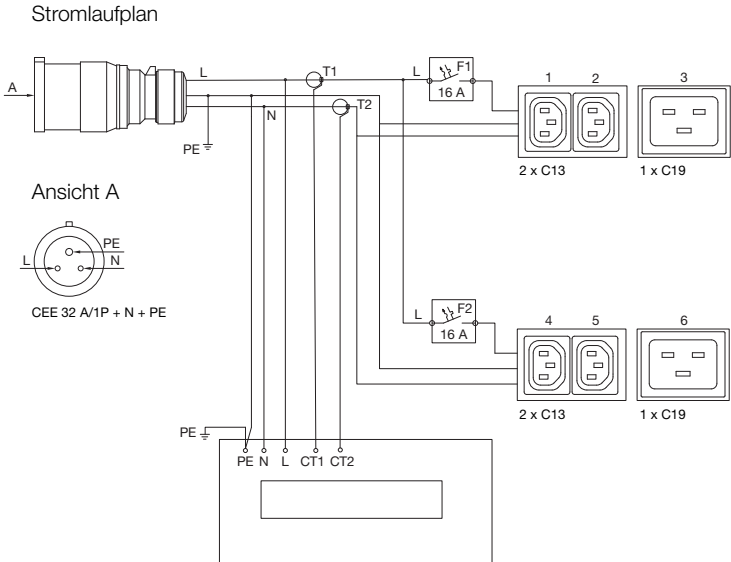 Stromlaufplan
A
L
T1
L
F1
16 A
1
2
3
N
T2
PE
2 x C13
1 x C19
Ansicht A
PE
L
N
CEE 32 A/1P + N + PE
L
F2
16 A
4
5
6
2 x C13
1 x C19
PE
PE N L CT1 CT2